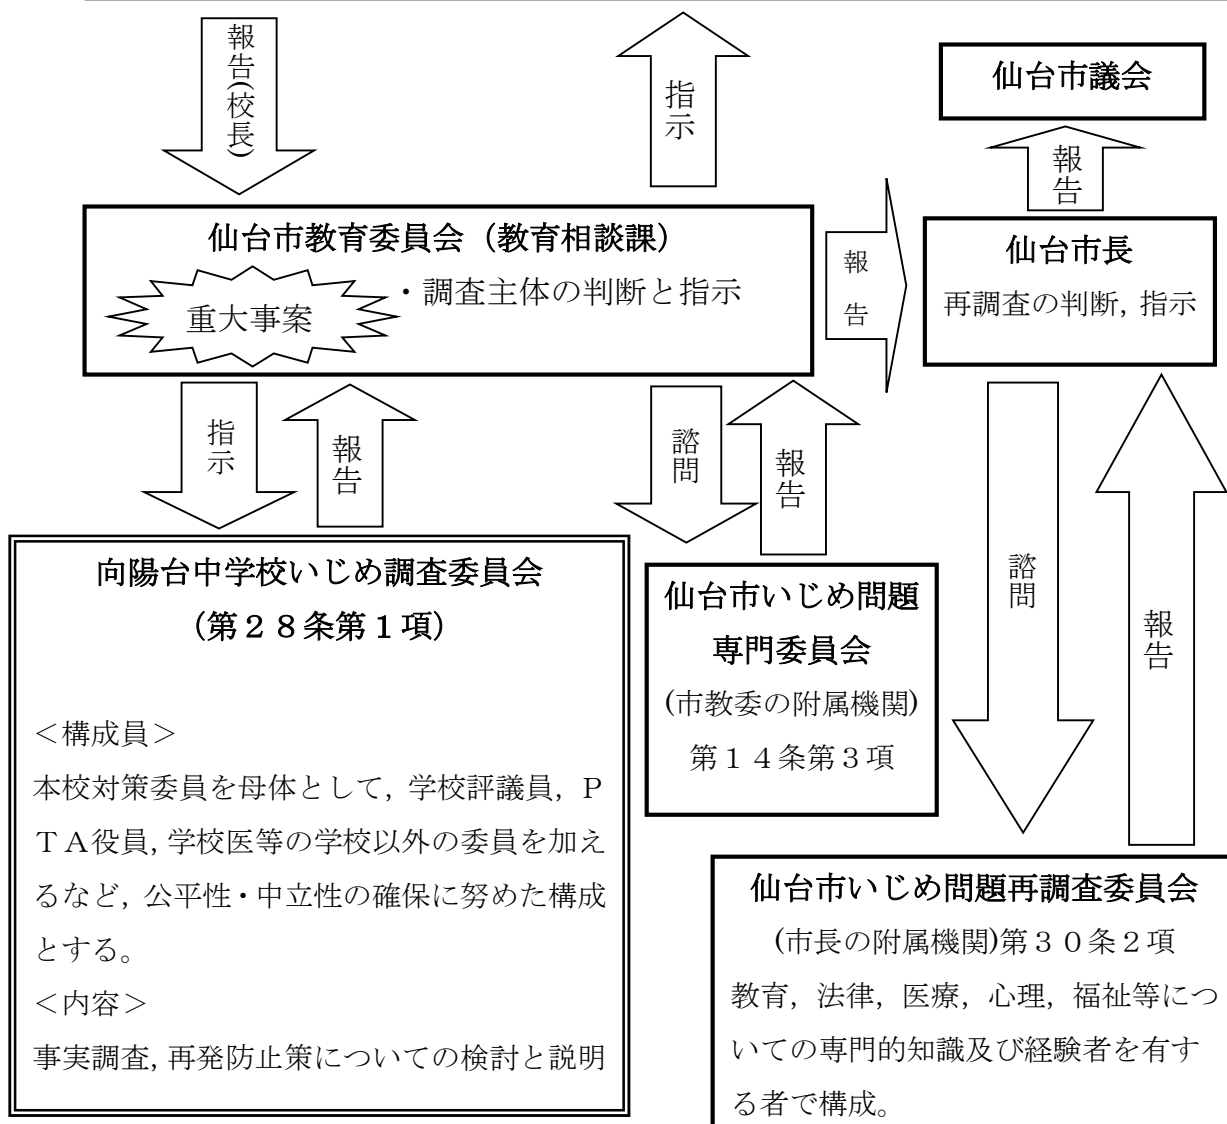 報告(校長)
指示
仙台市議会
報告
仙台市教育委員会（教育相談課）
・調査主体の判断と指示
重大事案
報告
仙台市長
再調査の判断，指示
指示
報告
諮問
報告
諮問
報告
向陽台中学校いじめ調査委員会
（第２８条第１項）
＜構成員＞
本校対策委員を母体として，学校評議員，Ｐ
ＴＡ役員，学校医等の学校以外の委員を加え
るなど，公平性・中立性の確保に努めた構成
とする。
＜内容＞
事実調査，再発防止策についての検討と説明
仙台市いじめ問題
専門委員会
(市教委の附属機関)
第１４条第３項
仙台市いじめ問題再調査委員会
(市長の附属機関)第３０条２項
教育，法律，医療，心理，福祉等につ
いての専門的知識及び経験者を有す
る者で構成。